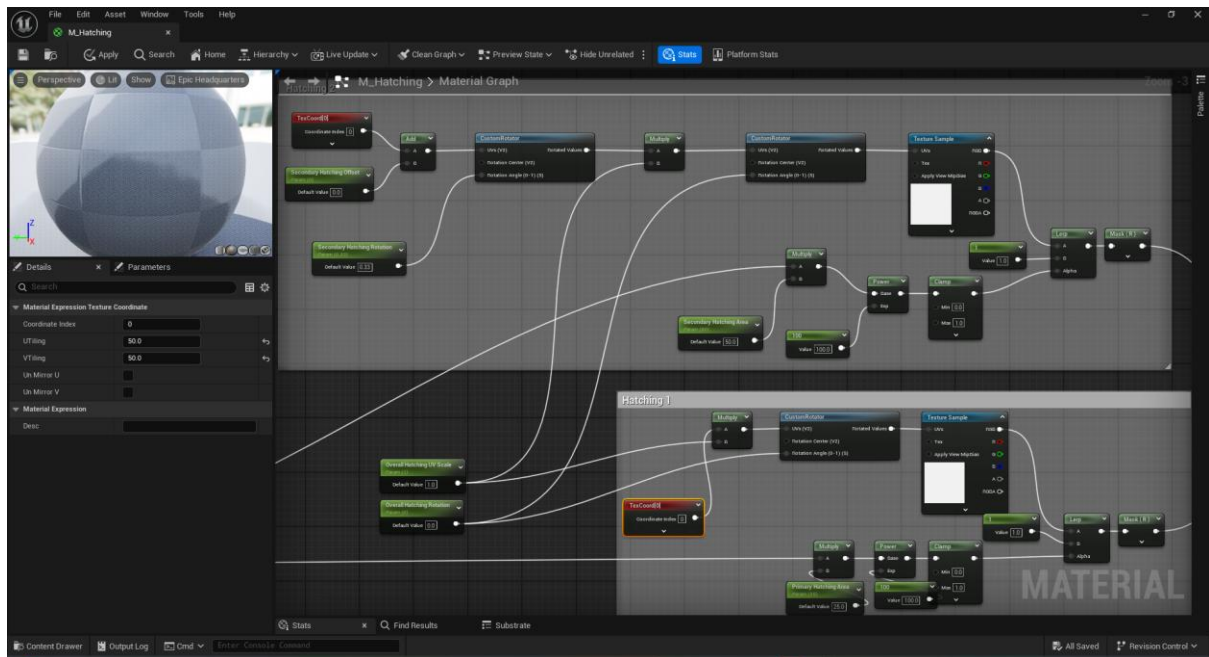 File Edit Asset Window Tools Help
M_Hatching
Apply Search Home Hierarchy Live Update Clean Graph Preview State Hide Unrelated Stats Platform Stats
Perspective Lit Show Epic Headquarters
M_Hatching > Material Graph
Zoom -3
Palette
Hatching 2
TexCoord[0]
Coordinate Index 0
Add
A
B
Secondary Hatching Offset
Default Value 0.0
CustomRotator
UVs (V2) Rotated Values
Rotation Center (V2)
Rotation Angle (0-1) (S)
Multiply
A
B
CustomRotator
UVs (V2) Rotated Values
Rotation Center (V2)
Rotation Angle (0-1) (S)
Texture Sample
UVs RGB
Tex R
Apply View MipBias G
B
A
RGBA
Secondary Hatching Rotation
Default Value 0.33
Multiply
A
B
Secondary Hatching Area
Default Value 50.0
Power
Base
Exp
100
Value 100.0
Clamp
Min 0.0
Max 1.0
1
Value 1.0
Lerp
A
B
Alpha
Mask ( R )
Z
X
Details
Parameters
Search
Material Expression Texture Coordinate
Coordinate Index 0
UTiling 50.0
VTiling 50.0
Un Mirror U
Un Mirror V
Material Expression
Desc
Overall Hatching UV Scale
Default Value 1.0
Overall Hatching Rotation
Default Value 0.0
Hatching 1
TexCoord[0]
Coordinate Index 0
Multiply
A
B
CustomRotator
UVs (V2) Rotated Values
Rotation Center (V2)
Rotation Angle (0-1) (S)
Texture Sample
UVs RGB
Tex R
Apply View MipBias G
B
A
RGBA
1
Value 1.0
Lerp
A
B
Alpha
Mask ( R )
Multiply
A
B
Primary Hatching Area
Default Value 25.0
Power
Base
Exp
100
Value 100.0
Clamp
Min 0.0
Max 1.0
MATERIAL
Stats Find Results Substrate
Content Drawer Output Log Cmd Enter Console Command All Saved Revision Control